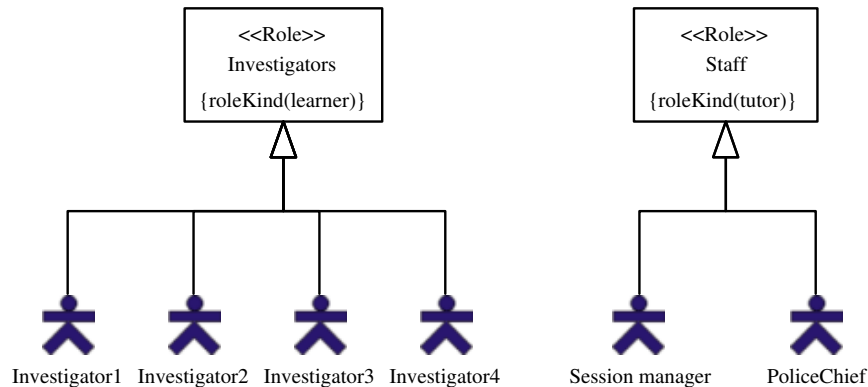 <<Role>>
Investigators
{roleKind(learner)}
<<Role>>
Staff
{roleKind(tutor)}
Investigator1
Investigator2
Investigator3
Investigator4
Session manager
PoliceChief